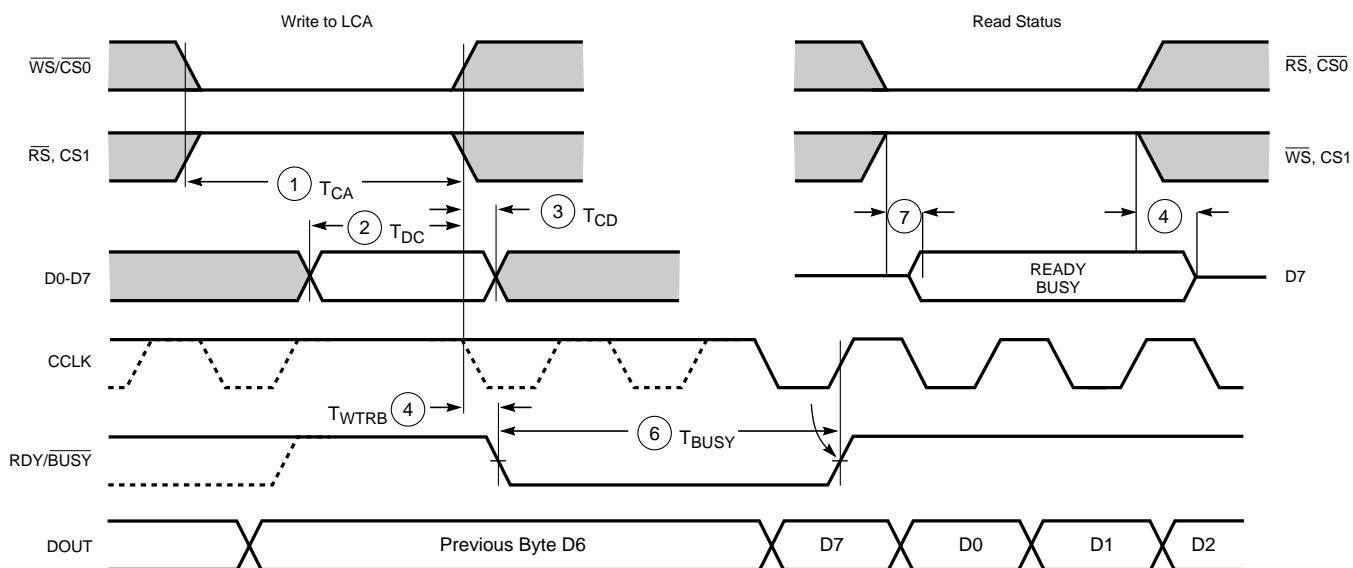 Write to LCA
Read Status
WS/CS0
RS, CS0
RS, CS1
WS, CS1
1 TCA
2 TDC
3 TCD
7
4
D0-D7
READY
BUSY
D7
CCLK
TWTRB 4
6 TBUSY
RDY/BUSY
DOUT
Previous Byte D6
D7
D0
D1
D2